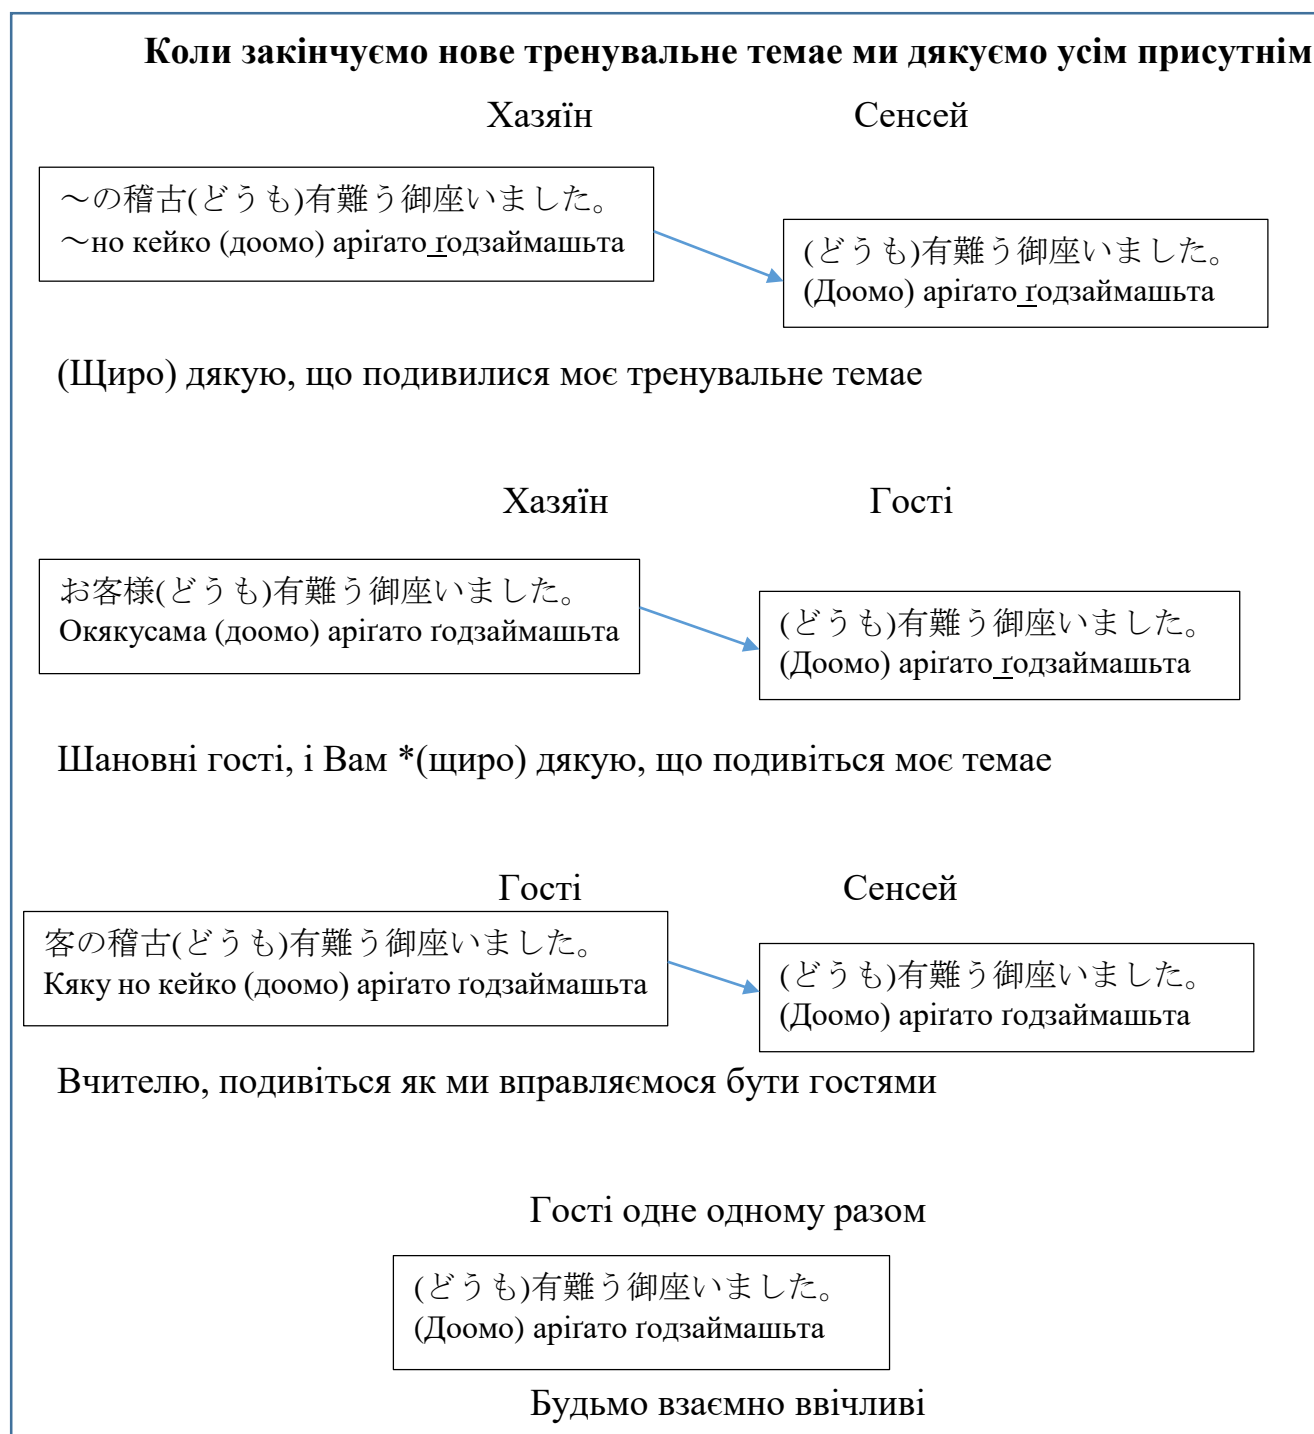 Коли закінчуємо нове тренувальне темае ми дякуємо усім присутнім
Хазяїн Сенсей
～の稽古(どうも)有難う御座いました。
～но кейко (доомо) аріґато ґодзаймашьта
(どうも)有難う御座いました。
(Доомо) аріґато ґодзаймашьта
(Щиро) дякую, що подивилися моє тренувальне темае
Хазяїн Гості
お客様(どうも)有難う御座いました。
Окякусама (доомо) аріґато ґодзаймашьта
(どうも)有難う御座いました。
(Доомо) аріґато ґодзаймашьта
Шановні гості, і Вам *(щиро) дякую, що подивіться моє темае
Гості Сенсей
客の稽古(どうも)有難う御座いました。
Кяку но кейко (доомо) аріґато ґодзаймашьта
(どうも)有難う御座いました。
(Доомо) аріґато ґодзаймашьта
Вчителю, подивіться як ми вправляємося бути гостями
Гості одне одному разом
(どうも)有難う御座いました。
(Доомо) аріґато ґодзаймашьта
Будьмо взаємно ввічливі